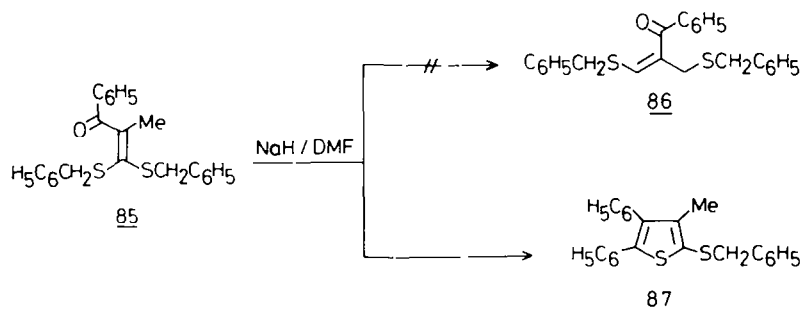 C6H5
O
Me
H5C6H2CS SCH2C6H5
85
NaH / DMF
O C6H5
C6H5CH2S SCH2C6H5
86
H5C6 Me
H5C6 S SCH2C6H5
87